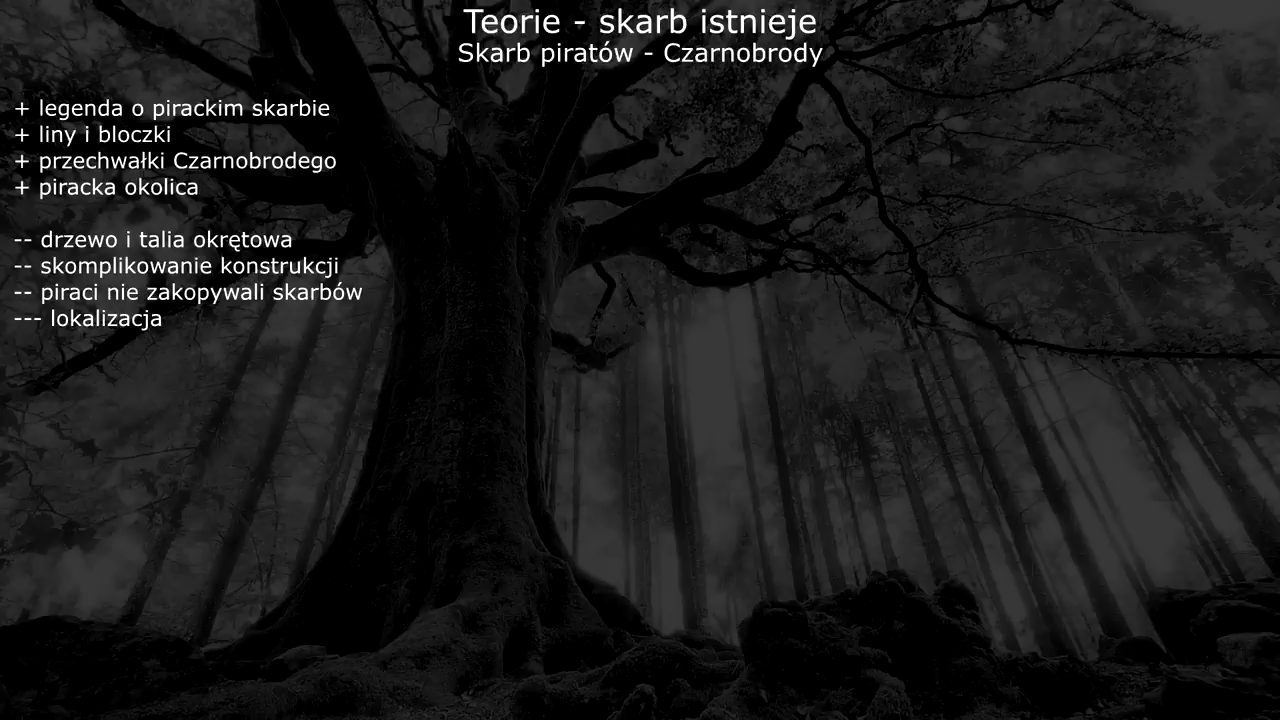 Teorie - skarb istnieje
Skarb piratów - Czarnobrody
+ legenda o pirackim skarbie
+ liny i bloczki
+ przechwałki Czarnobrodego
+ piracka okolica
-- drzewo i talia okrętowa
-- skomplikowanie konstrukcji
-- piraci nie zakopywali skarbów
--- lokalizacja